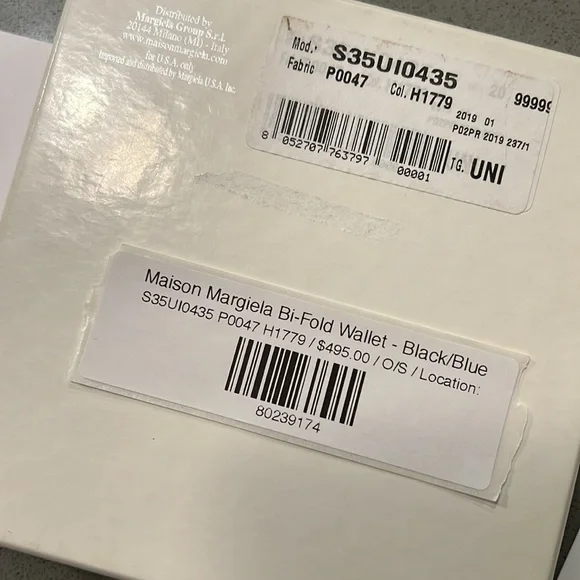 Distributed by
Margiela Group S.r.l.
20144 Milano (MI) - Italy
www.maisonmargiela.com
for U.S.A. only
Imported and distributed by Margiela U.S.A. Inc.
Mod. S35UI0435
Fabric P0047 Col. H1779 20 99999
2019 01
P02PR 2019 237/1
8 052707 763797 00001 TG. UNI
Maison Margiela Bi-Fold Wallet - Black/Blue
S35UI0435 P0047 H1779 / $495.00 / O/S / Location:
80239174